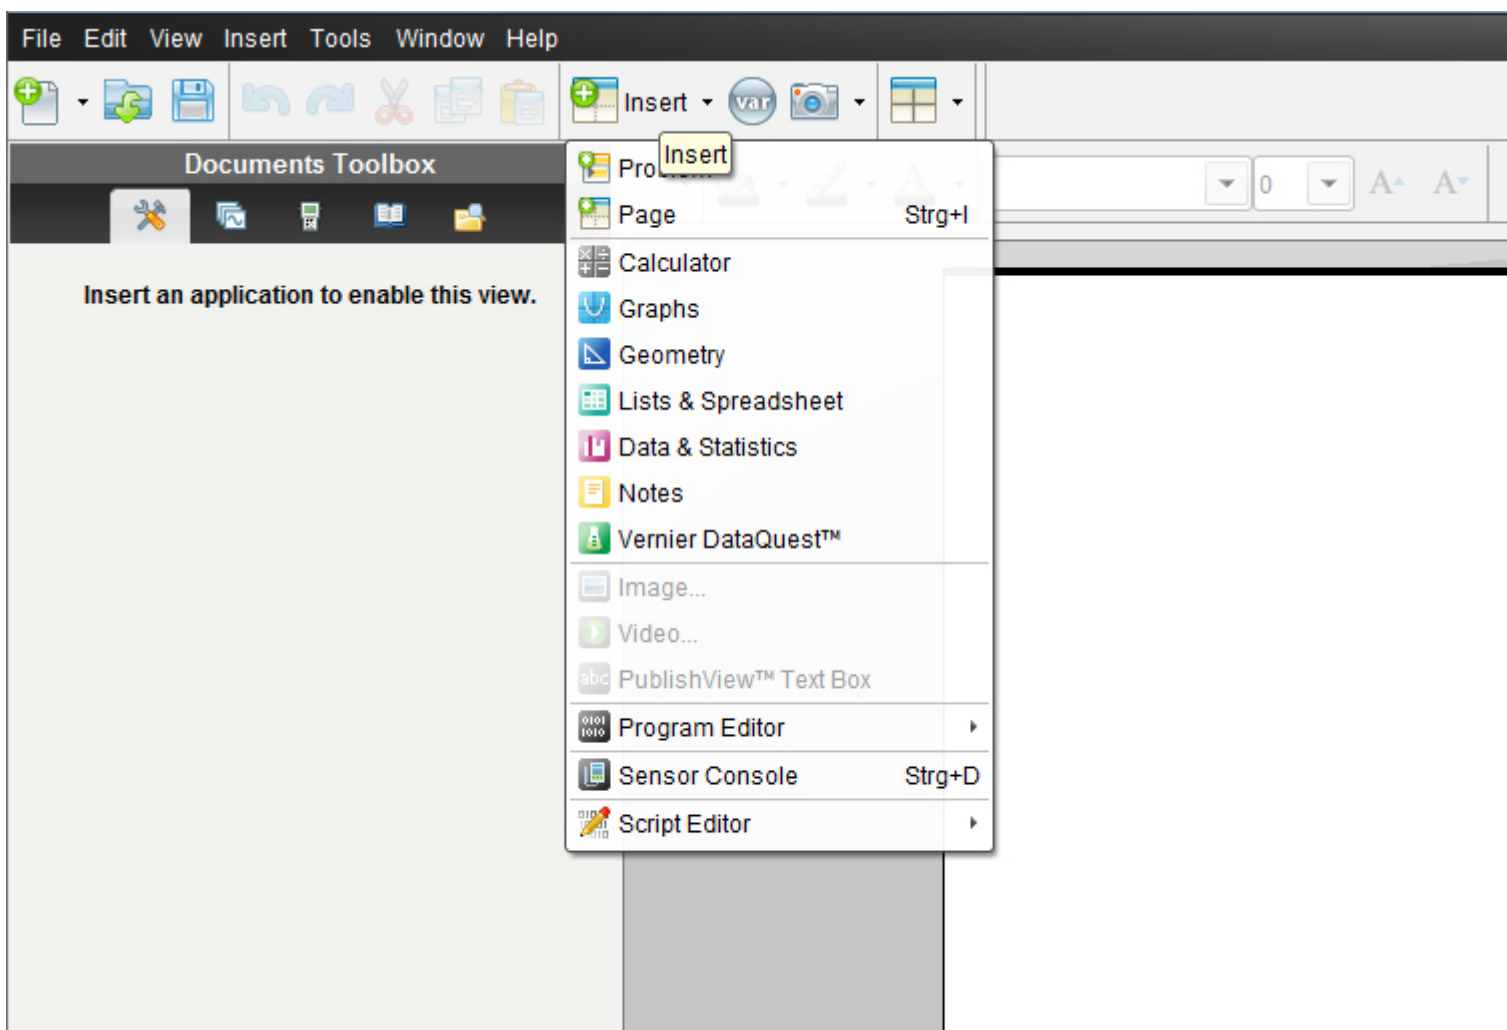 File Edit View Insert Tools Window Help
Insert var
Insert
Documents Toolbox
Insert an application to enable this view.
Page Strg+I
Calculator
Graphs
Geometry
Lists & Spreadsheet
Data & Statistics
Notes
Vernier DataQuest™
Image...
Video...
abc PublishView™ Text Box
Program Editor
Sensor Console Strg+D
Script Editor
0 A A
A